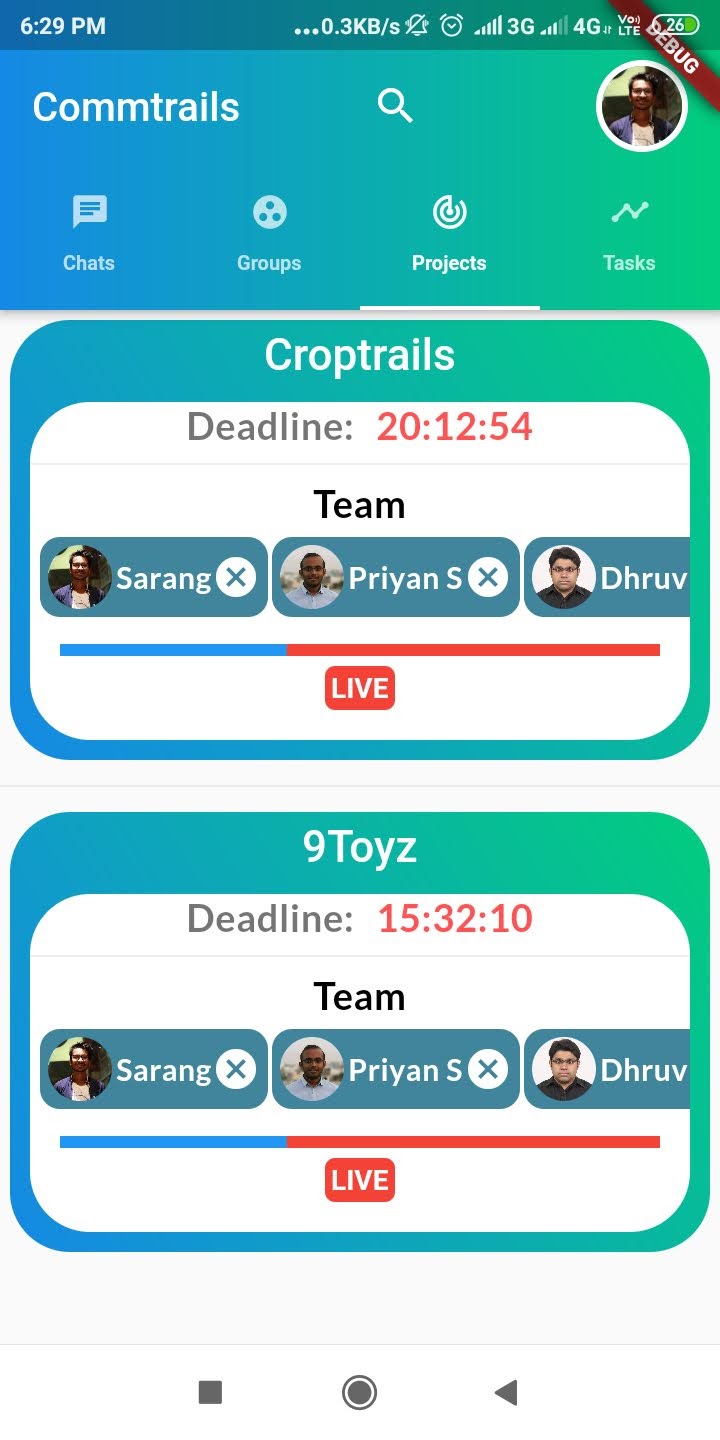 6:29 PM ...0.3KB/s 3G 4G Vo) LTE 26
DEBUG
Commtrails
Chats Groups Projects Tasks
Croptrails
Deadline: 20:12:54
Team
Sarang Priyan S Dhruv
LIVE
9Toyz
Deadline: 15:32:10
Team
Sarang Priyan S Dhruv
LIVE